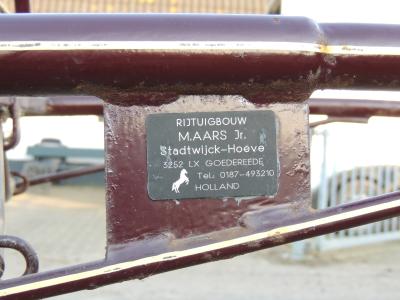 RIJTUIGBOUW
M.AARS Jr.
Stadtwijck-Hoeve
3252 LX GOEDEREEDE
Tel: 0187-493210
HOLLAND